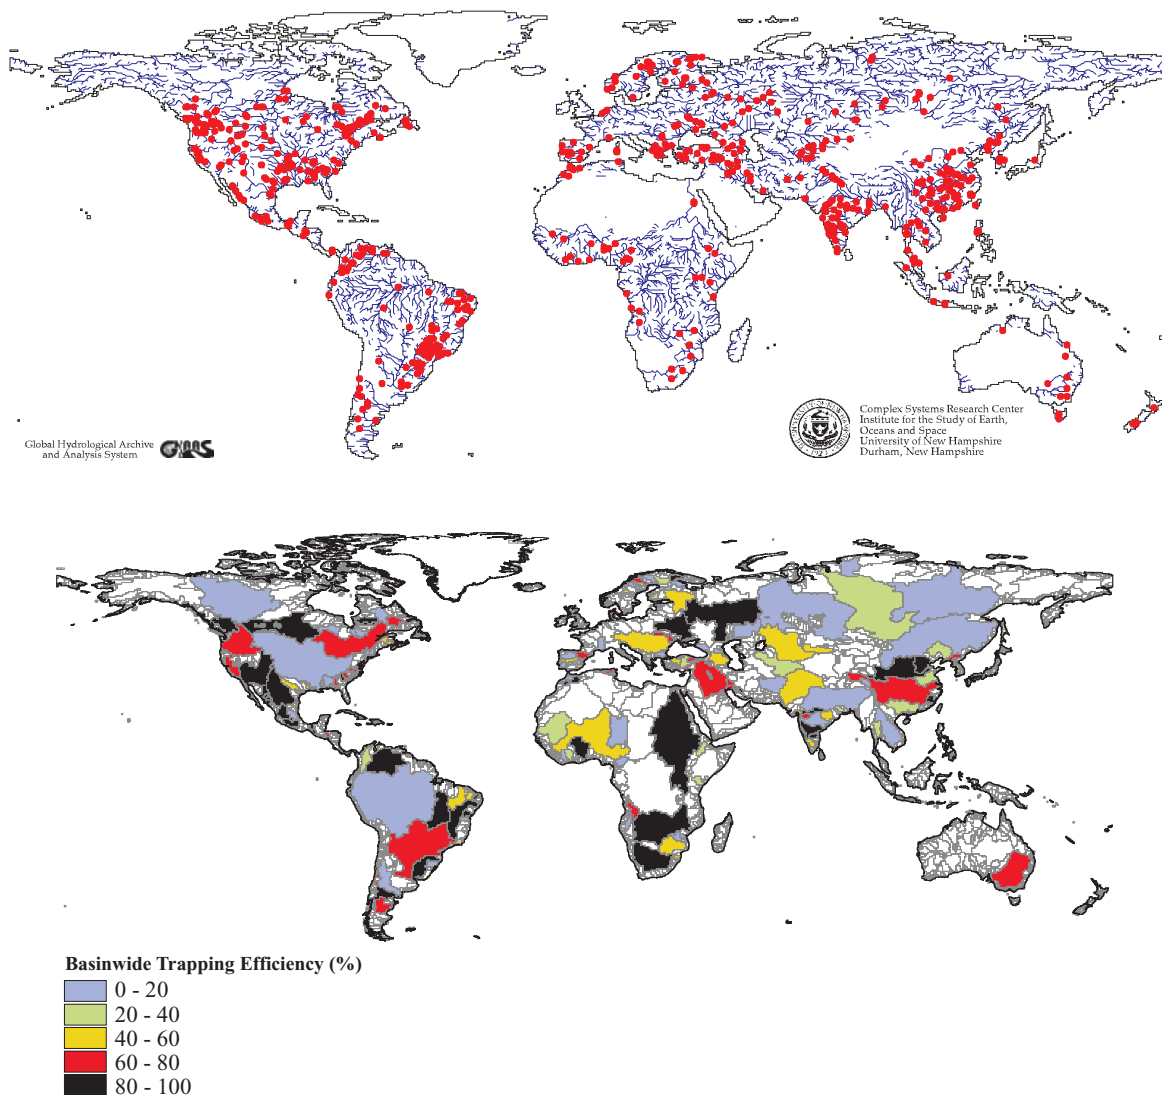 Global Hydrological Archive
and Analysis System
Complex Systems Research Center
Institute for the Study of Earth,
Oceans and Space
University of New Hampshire
Durham, New Hampshire
Basinwide Trapping Efficiency (%)
0 - 20
20 - 40
40 - 60
60 - 80
80 - 100